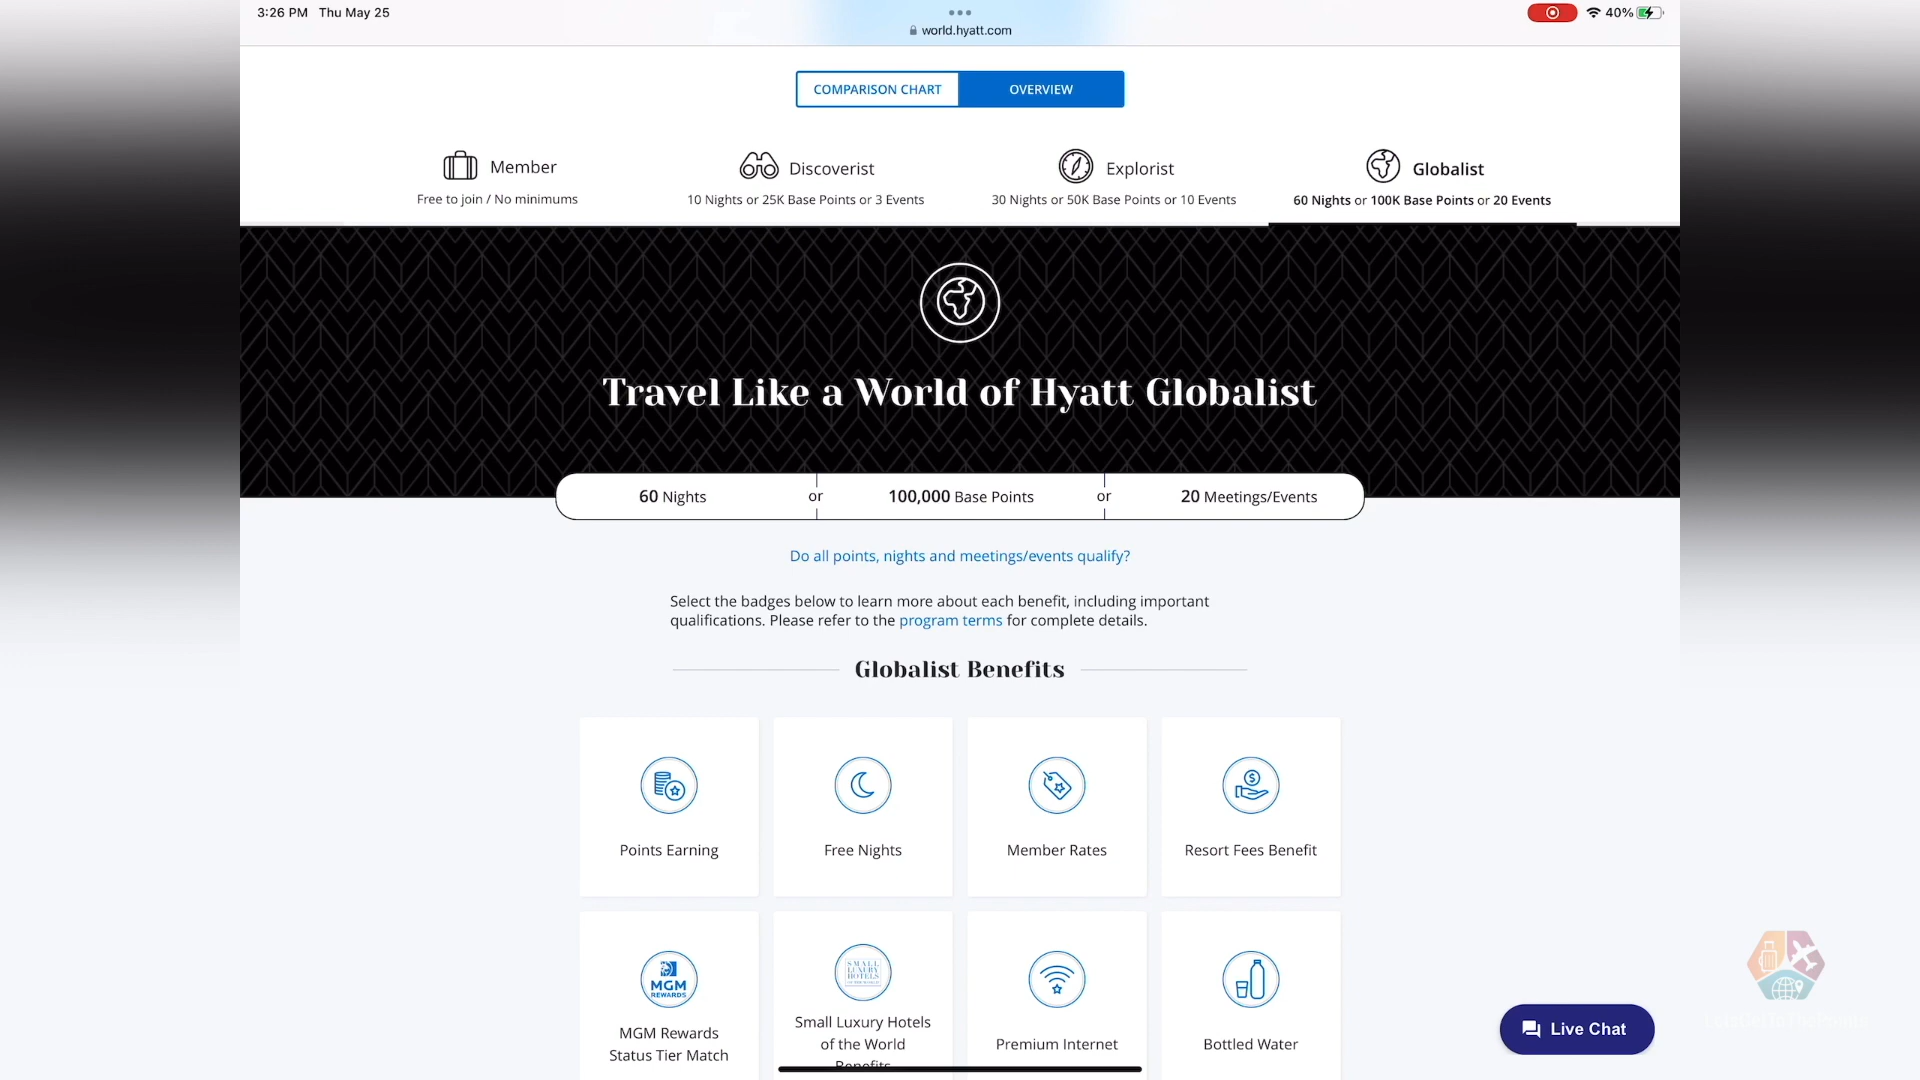 3:26 PM Thu May 25
world.hyatt.com
40%
COMPARISON CHART OVERVIEW
Member Discoverist Explorist Globalist
Free to join / No minimums 10 Nights or 25K Base Points or 3 Events 30 Nights or 50K Base Points or 10 Events 60 Nights or 100K Base Points or 20 Events
Travel Like a World of Hyatt Globalist
60 Nights or 100,000 Base Points or 20 Meetings/Events
Do all points, nights and meetings/events qualify?
Select the badges below to learn more about each benefit, including important
qualifications. Please refer to the program terms for complete details.
Globalist Benefits
Points Earning Free Nights Member Rates Resort Fees Benefit
MGM
REWARDS
SMALL
LUXURY
HOTELS
MGM Rewards
Status Tier Match
Small Luxury Hotels
of the World
Benefits
Premium Internet
Bottled Water
Live Chat